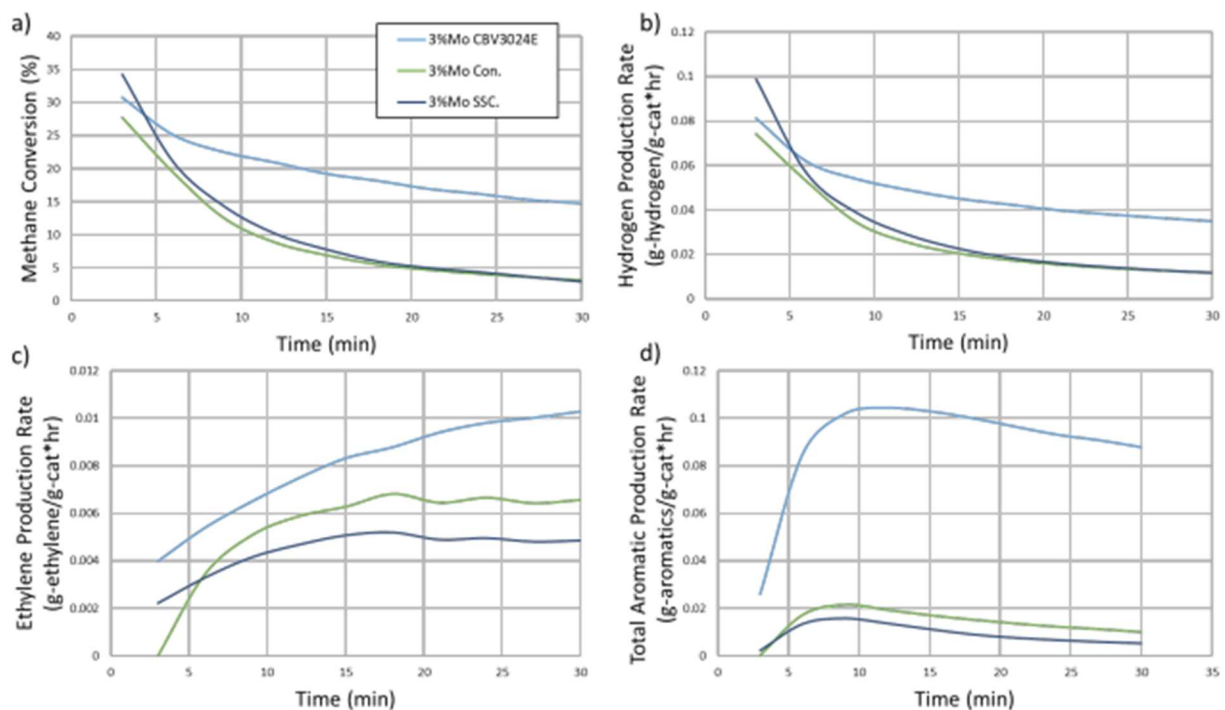 a)
Methane Conversion (%)
40
35
30
25
20
15
10
5
0
0 5 10 15 20 25 30
Time (min)
3%Mo CBV3024E
3%Mo Con.
3%Mo SSC.
b)
Hydrogen Production Rate
(g-hydrogen/g-cat*hr)
0.12
0.1
0.08
0.06
0.04
0.02
0
0 5 10 15 20 25 30
Time (min)
c)
Ethylene Production Rate
(g-ethylene/g-cat*hr)
0.012
0.01
0.008
0.006
0.004
0.002
0
0 5 10 15 20 25 30
Time (min)
d)
Total Aromatic Production Rate
(g-aromatics/g-cat*hr)
0.12
0.1
0.08
0.06
0.04
0.02
0
0 5 10 15 20 25 30 35
Time (min)